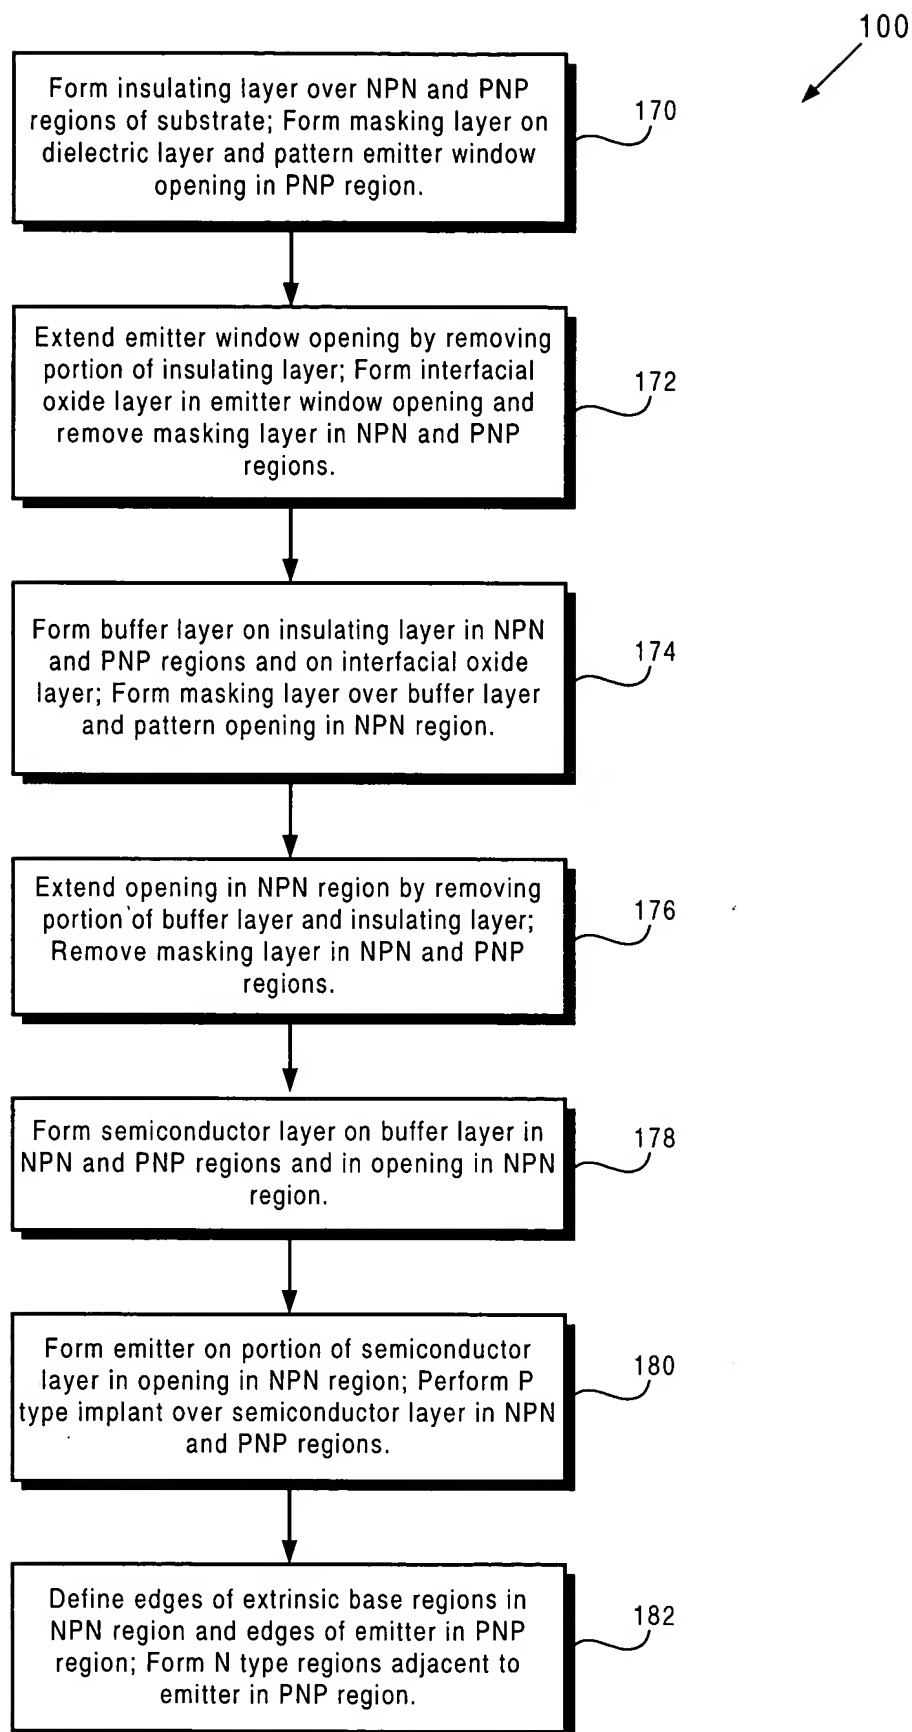 100
Form insulating layer over NPN and PNP
regions of substrate; Form masking layer on
dielectric layer and pattern emitter window
opening in PNP region.
170
Extend emitter window opening by removing
portion of insulating layer; Form interfacial
oxide layer in emitter window opening and
remove masking layer in NPN and PNP
regions.
172
Form buffer layer on insulating layer in NPN
and PNP regions and on interfacial oxide
layer; Form masking layer over buffer layer
and pattern opening in NPN region.
174
Extend opening in NPN region by removing
portion of buffer layer and insulating layer;
Remove masking layer in NPN and PNP
regions.
176
Form semiconductor layer on buffer layer in
NPN and PNP regions and in opening in NPN
region.
178
Form emitter on portion of semiconductor
layer in opening in NPN region; Perform P
type implant over semiconductor layer in NPN
and PNP regions.
180
Define edges of extrinsic base regions in
NPN region and edges of emitter in PNP
region; Form N type regions adjacent to
emitter in PNP region.
182